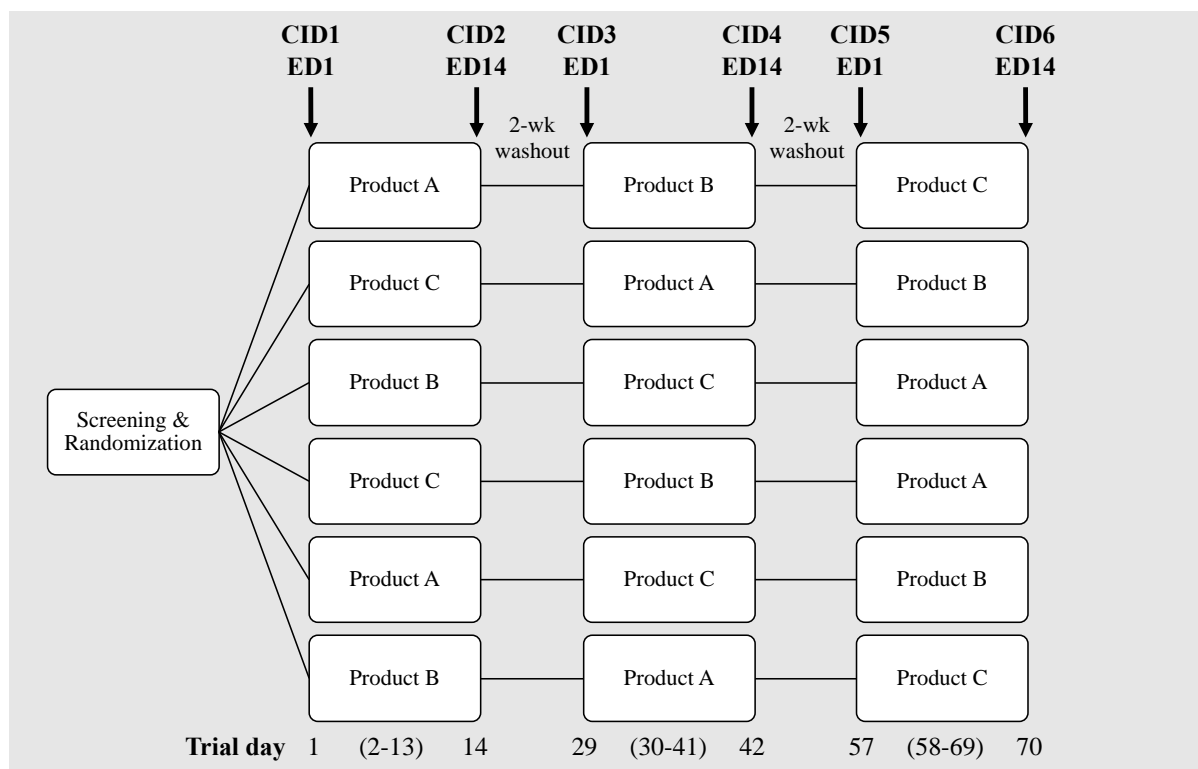 CID1 CID2 CID3 CID4 CID5 CID6
ED1 ED14 ED1 ED14 ED1 ED14
2-wk
washout
2-wk
washout
Product A Product B Product C
Product C Product A Product B
Product B Product C Product A
Screening &
Randomization
Product C Product B Product A
Product A Product C Product B
Product B Product A Product C
Trial day 1 (2-13) 14 29 (30-41) 42 57 (58-69) 70